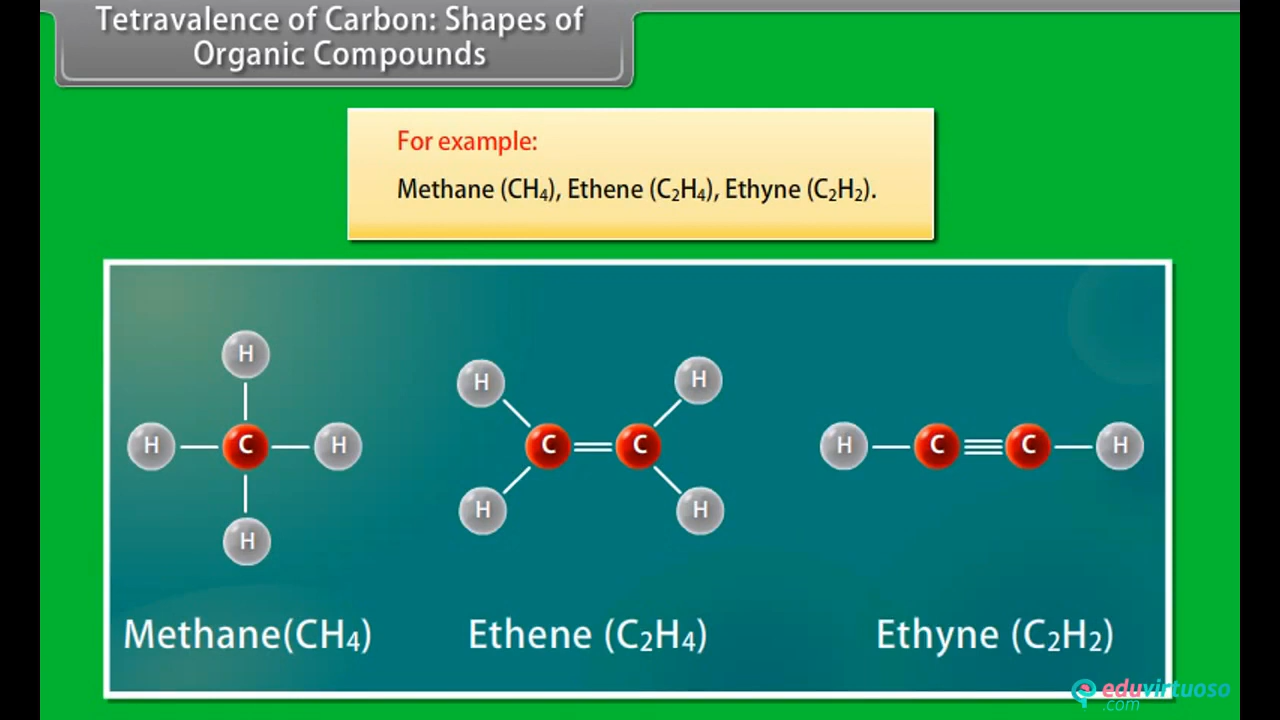 Tetravalence of Carbon: Shapes of
Organic Compounds
For example:
Methane (CH₄), Ethene (C₂H₄), Ethyne (C₂H₂).
H
H C H
H
H H
C C
H H
H C C H
Methane(CH₄) Ethene (C₂H₄) Ethyne (C₂H₂)
eduvirtuoso
.com